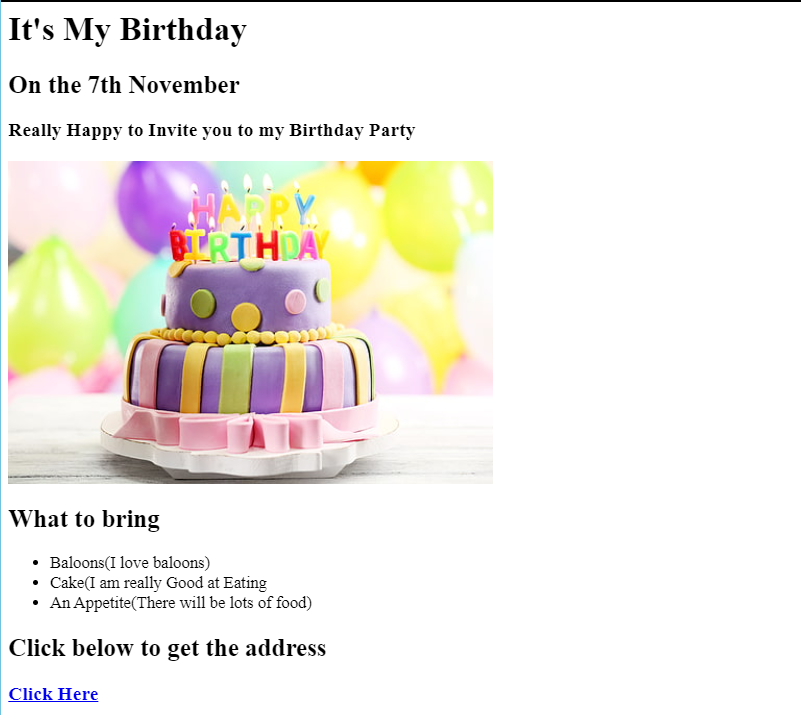 It's My Birthday
On the 7th November
Really Happy to Invite you to my Birthday Party
HAPPY
BIRTHDAY
What to bring
Baloons(I love baloons)
Cake(I am really Good at Eating
An Appetite(There will be lots of food)
Click below to get the address
Click Here